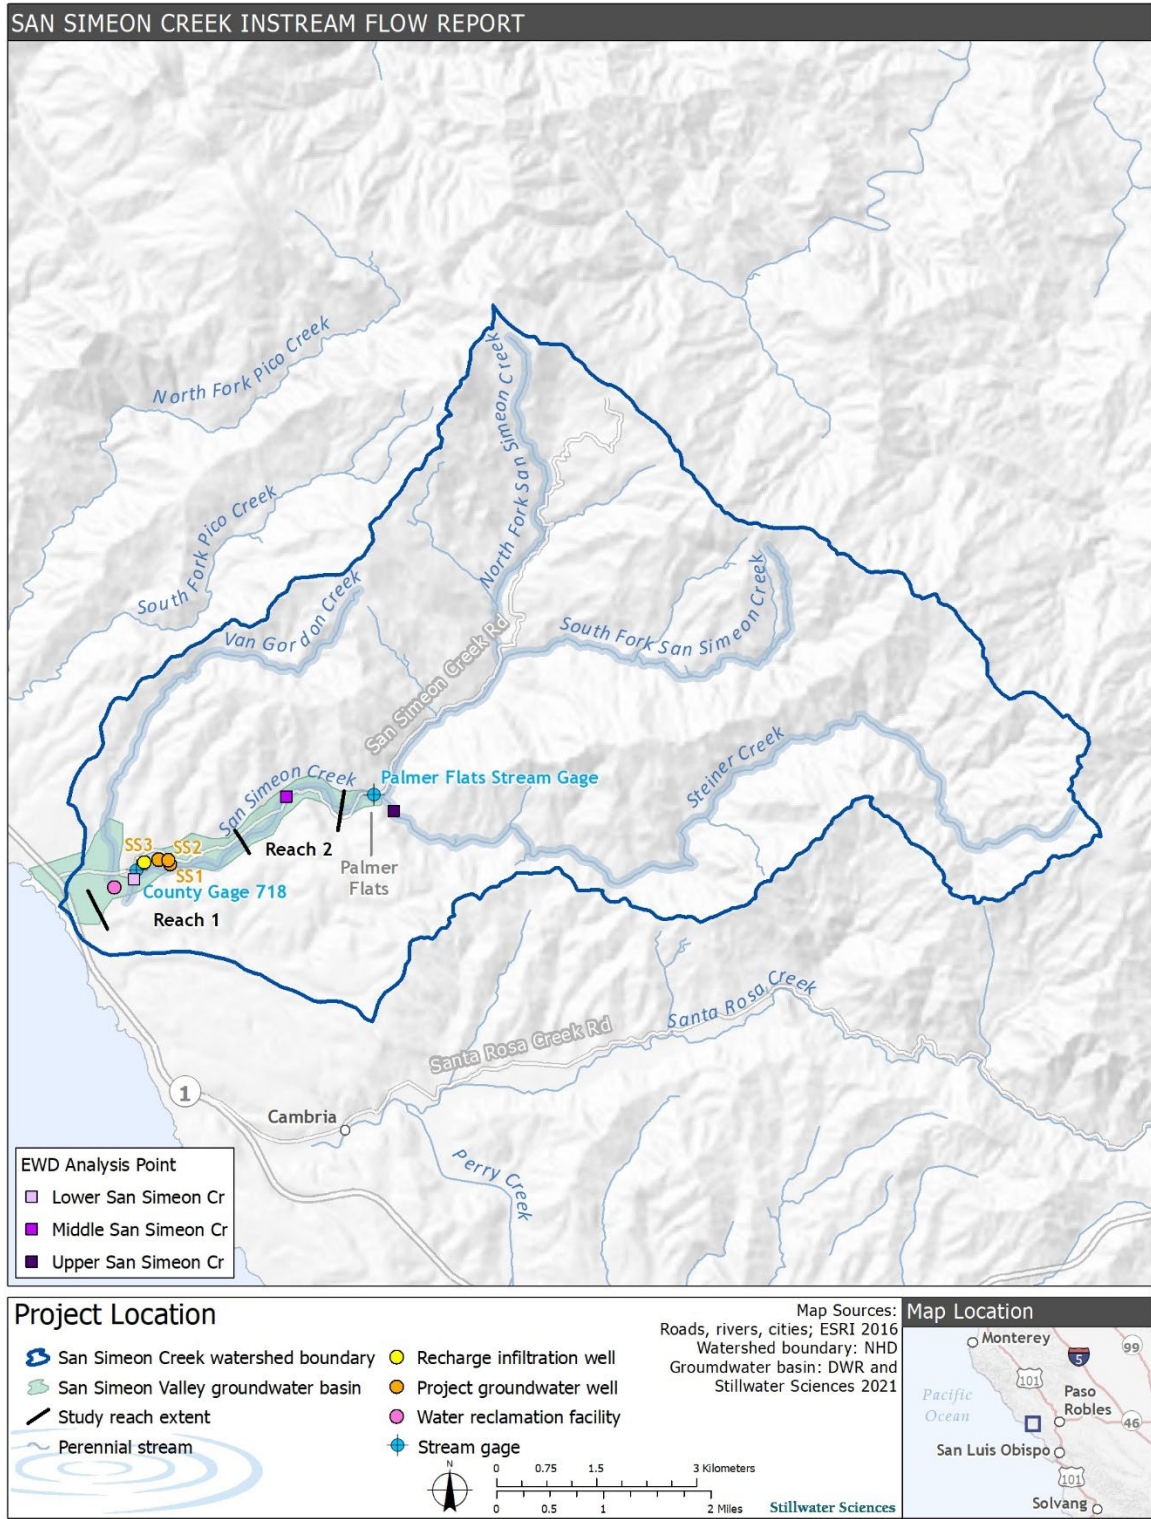 SAN SIMEON CREEK INSTREAM FLOW REPORT
North Fork Pico Creek
South Fork Pico Creek
North Fork San Simeon Creek
Van Gordon Creek
San Simeon Creek Rd
South Fork San Simeon Creek
Steiner Creek
San Simeon Creek
Palmer Flats Stream Gage
SS3
SS2
SS1
Reach 2
Palmer
Flats
County Gage 718
Reach 1
Santa Rosa Creek
Santa Rosa Creek Rd
1
Cambria
Perry Creek
EWD Analysis Point
Lower San Simeon Cr
Middle San Simeon Cr
Upper San Simeon Cr
Project Location
San Simeon Creek watershed boundary
San Simeon Valley groundwater basin
Study reach extent
Perennial stream
Recharge infiltration well
Project groundwater well
Water reclamation facility
Stream gage
Map Sources:
Roads, rivers, cities; ESRI 2016
Watershed boundary: NHD
Groumdwater basin: DWR and
Stillwater Sciences 2021
N
0 0.75 1.5 3 Kilometers
0 0.5 1 2 Miles
Stillwater Sciences
Map Location
Monterey
99
5
101
Pacific
Ocean
Paso
Robles
46
San Luis Obispo
101
Solvang